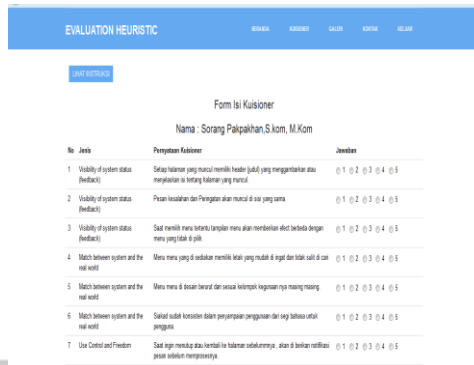 EVALUATION HEURISTIC
BERANDA KUISIONER GALERI KONTAK KELUAR
LIHAT INSTRUKSI
Form Isi Kuisioner
Nama : Sorang Pakpakhan,S.kom, M.Kom
No Jenis Pernyataan Kuisioner Jawaban
1 Visibility of system status Setiap halaman yang muncul memiliki header (judul) yang menggambarkan atau 1 2 3 4 5
(feedback) menjelaskan isi tentang halaman yang muncul.
2 Visibility of system status Pesan kesalahan dan Peringatan akan muncul di sisi yang sama. 1 2 3 4 5
(feedback)
3 Visibility of system status Saat memilih menu tertentu tampilan menu akan memberikan efect berbeda dengan 1 2 3 4 5
(feedback) menu yang tidak di pilih.
4 Match between system and the Menu menu yang di sediakan memiliki letak yang mudah di ingat dan tidak sulit di cari 1 2 3 4 5
real world
5 Match between system and the Menu menu di desain berurut dan sesuai kelompok kegunaan nya masing masing. 1 2 3 4 5
real world
6 Match between system and the Siakad sudah konsisten dalam penyampaian penggunaan dari segi bahasa untuk 1 2 3 4 5
real world pengguna.
7 Use Control and Freedom Saat ingin menutup atau kembali ke halaman sebelumnnya , akan di berikan notifikasi 1 2 3 4 5
pesan sebelum memprosesnya.